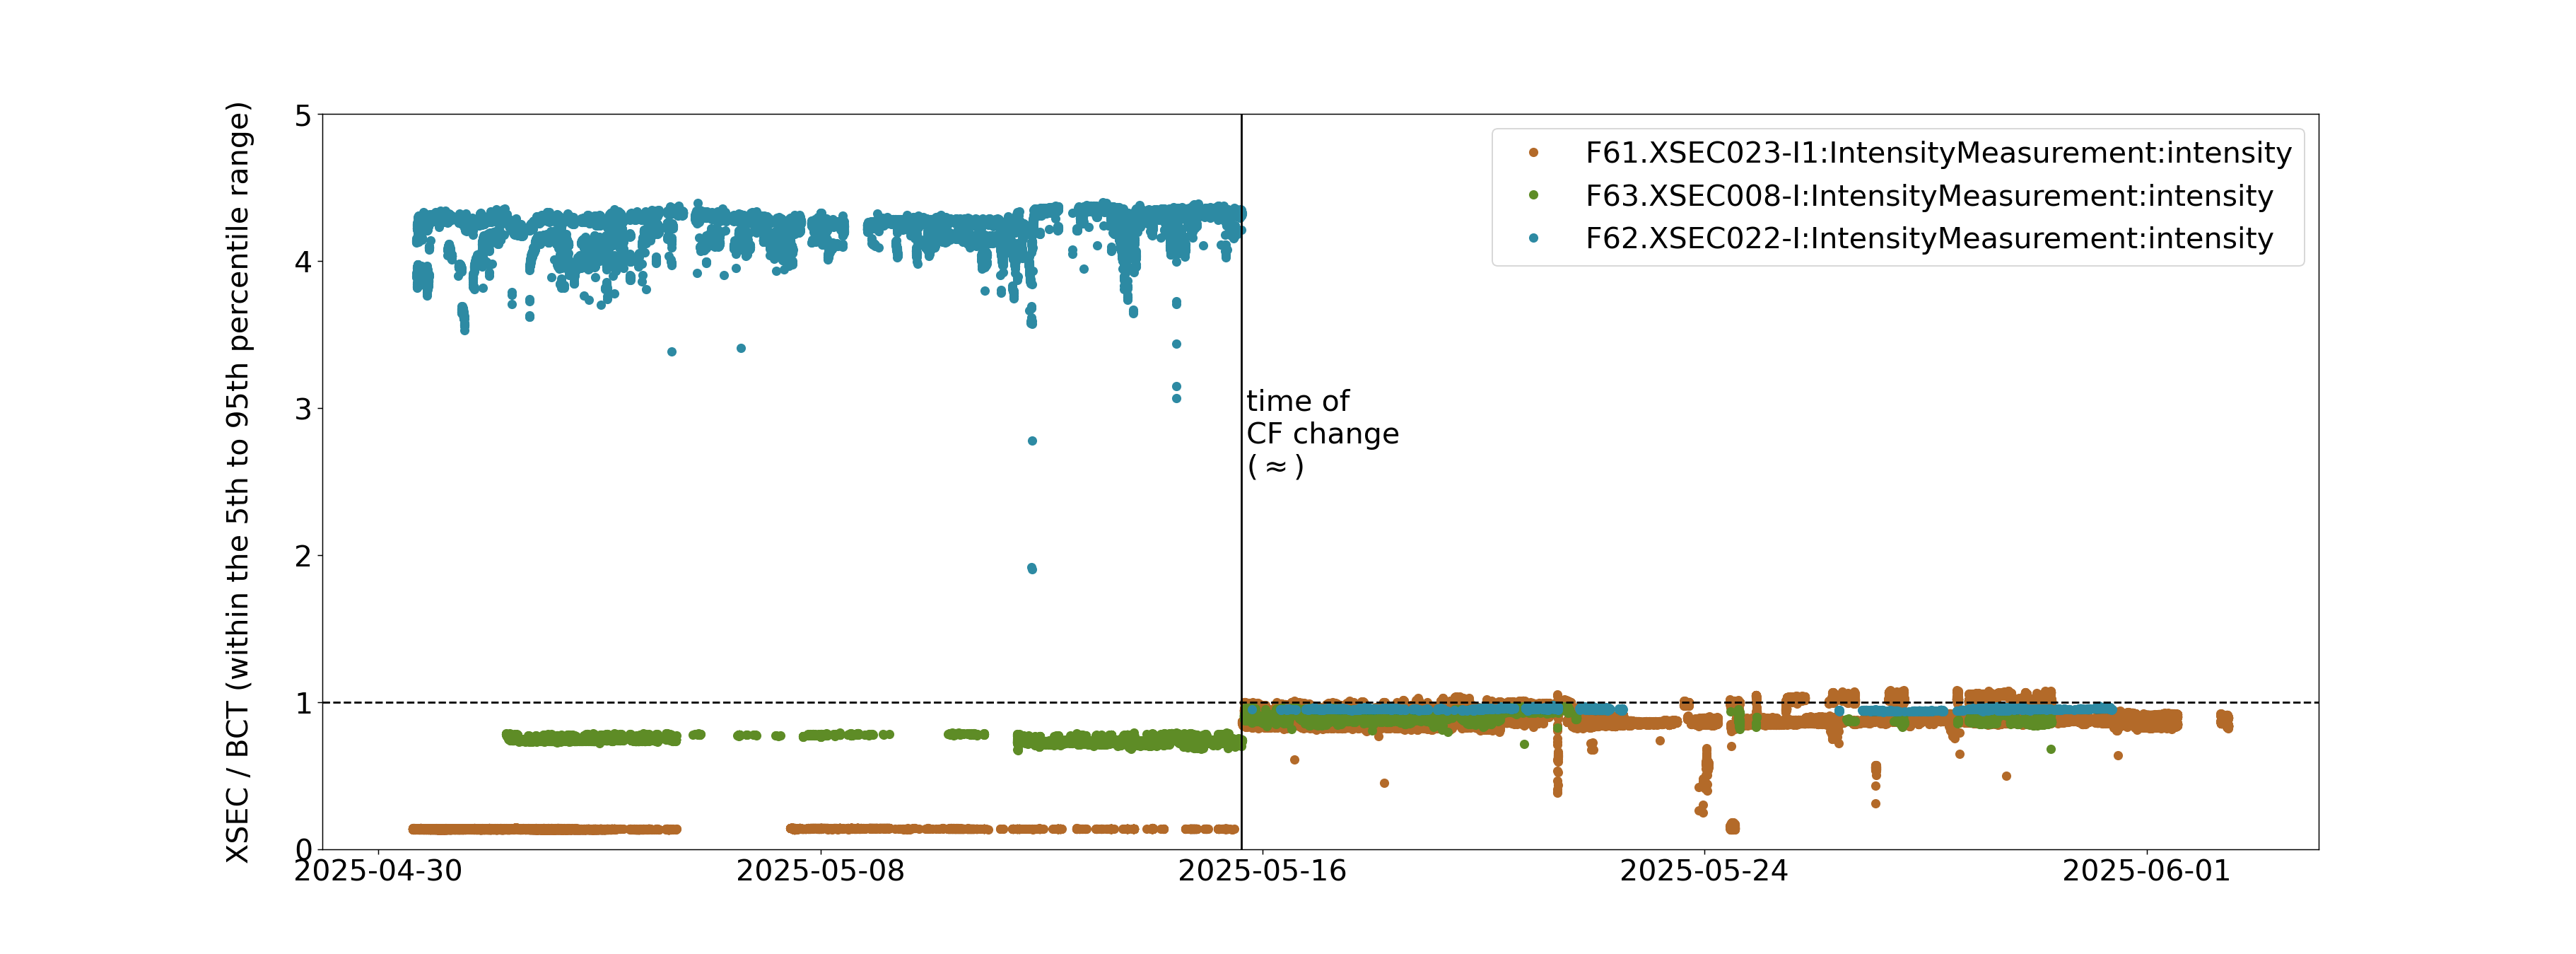 XSEC / BCT (within the 5th to 95th percentile range)
5
4
3
2
1
0
F61.XSEC023-I1:IntensityMeasurement:intensity
F63.XSEC008-I:IntensityMeasurement:intensity
F62.XSEC022-I:IntensityMeasurement:intensity
time of
CF change
(≈)
2025-04-30
2025-05-08
2025-05-16
2025-05-24
2025-06-01